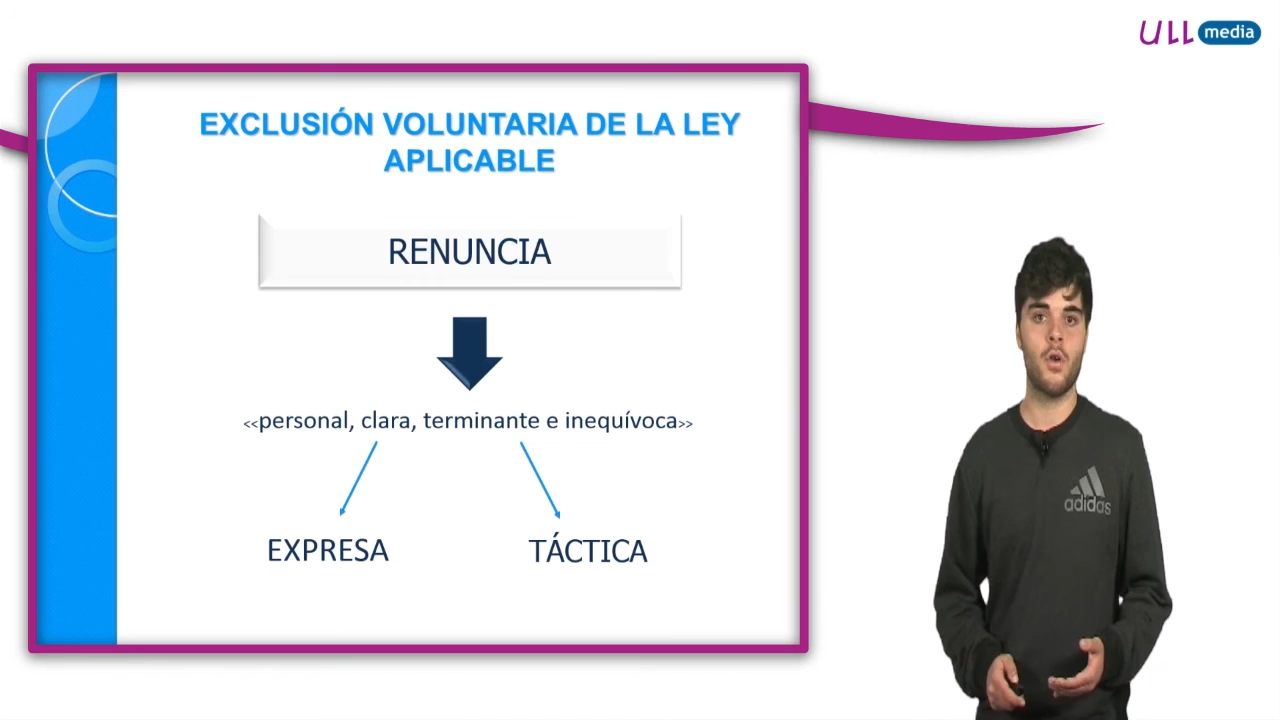 ULL media
EXCLUSIÓN VOLUNTARIA DE LA LEY
APLICABLE
RENUNCIA
<<personal, clara, terminante e inequívoca>>
EXPRESA
TÁCTICA
adidas